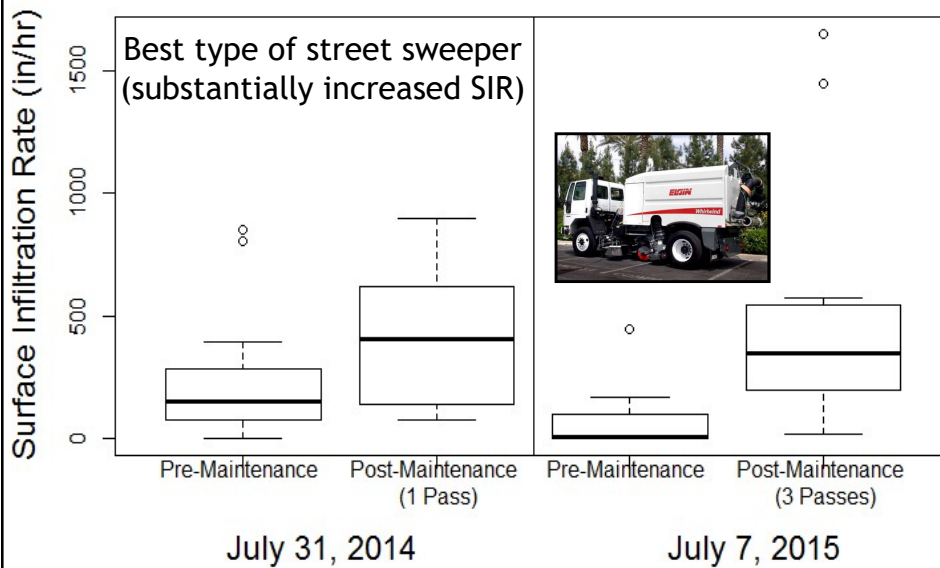 Surface Infiltration Rate (in/hr)
1500
1000
500
0
Best type of street sweeper
(substantially increased SIR)
ELGIN
Whirlwind
Pre-Maintenance
Post-Maintenance
(1 Pass)
Pre-Maintenance
Post-Maintenance
(3 Passes)
July 31, 2014
July 7, 2015